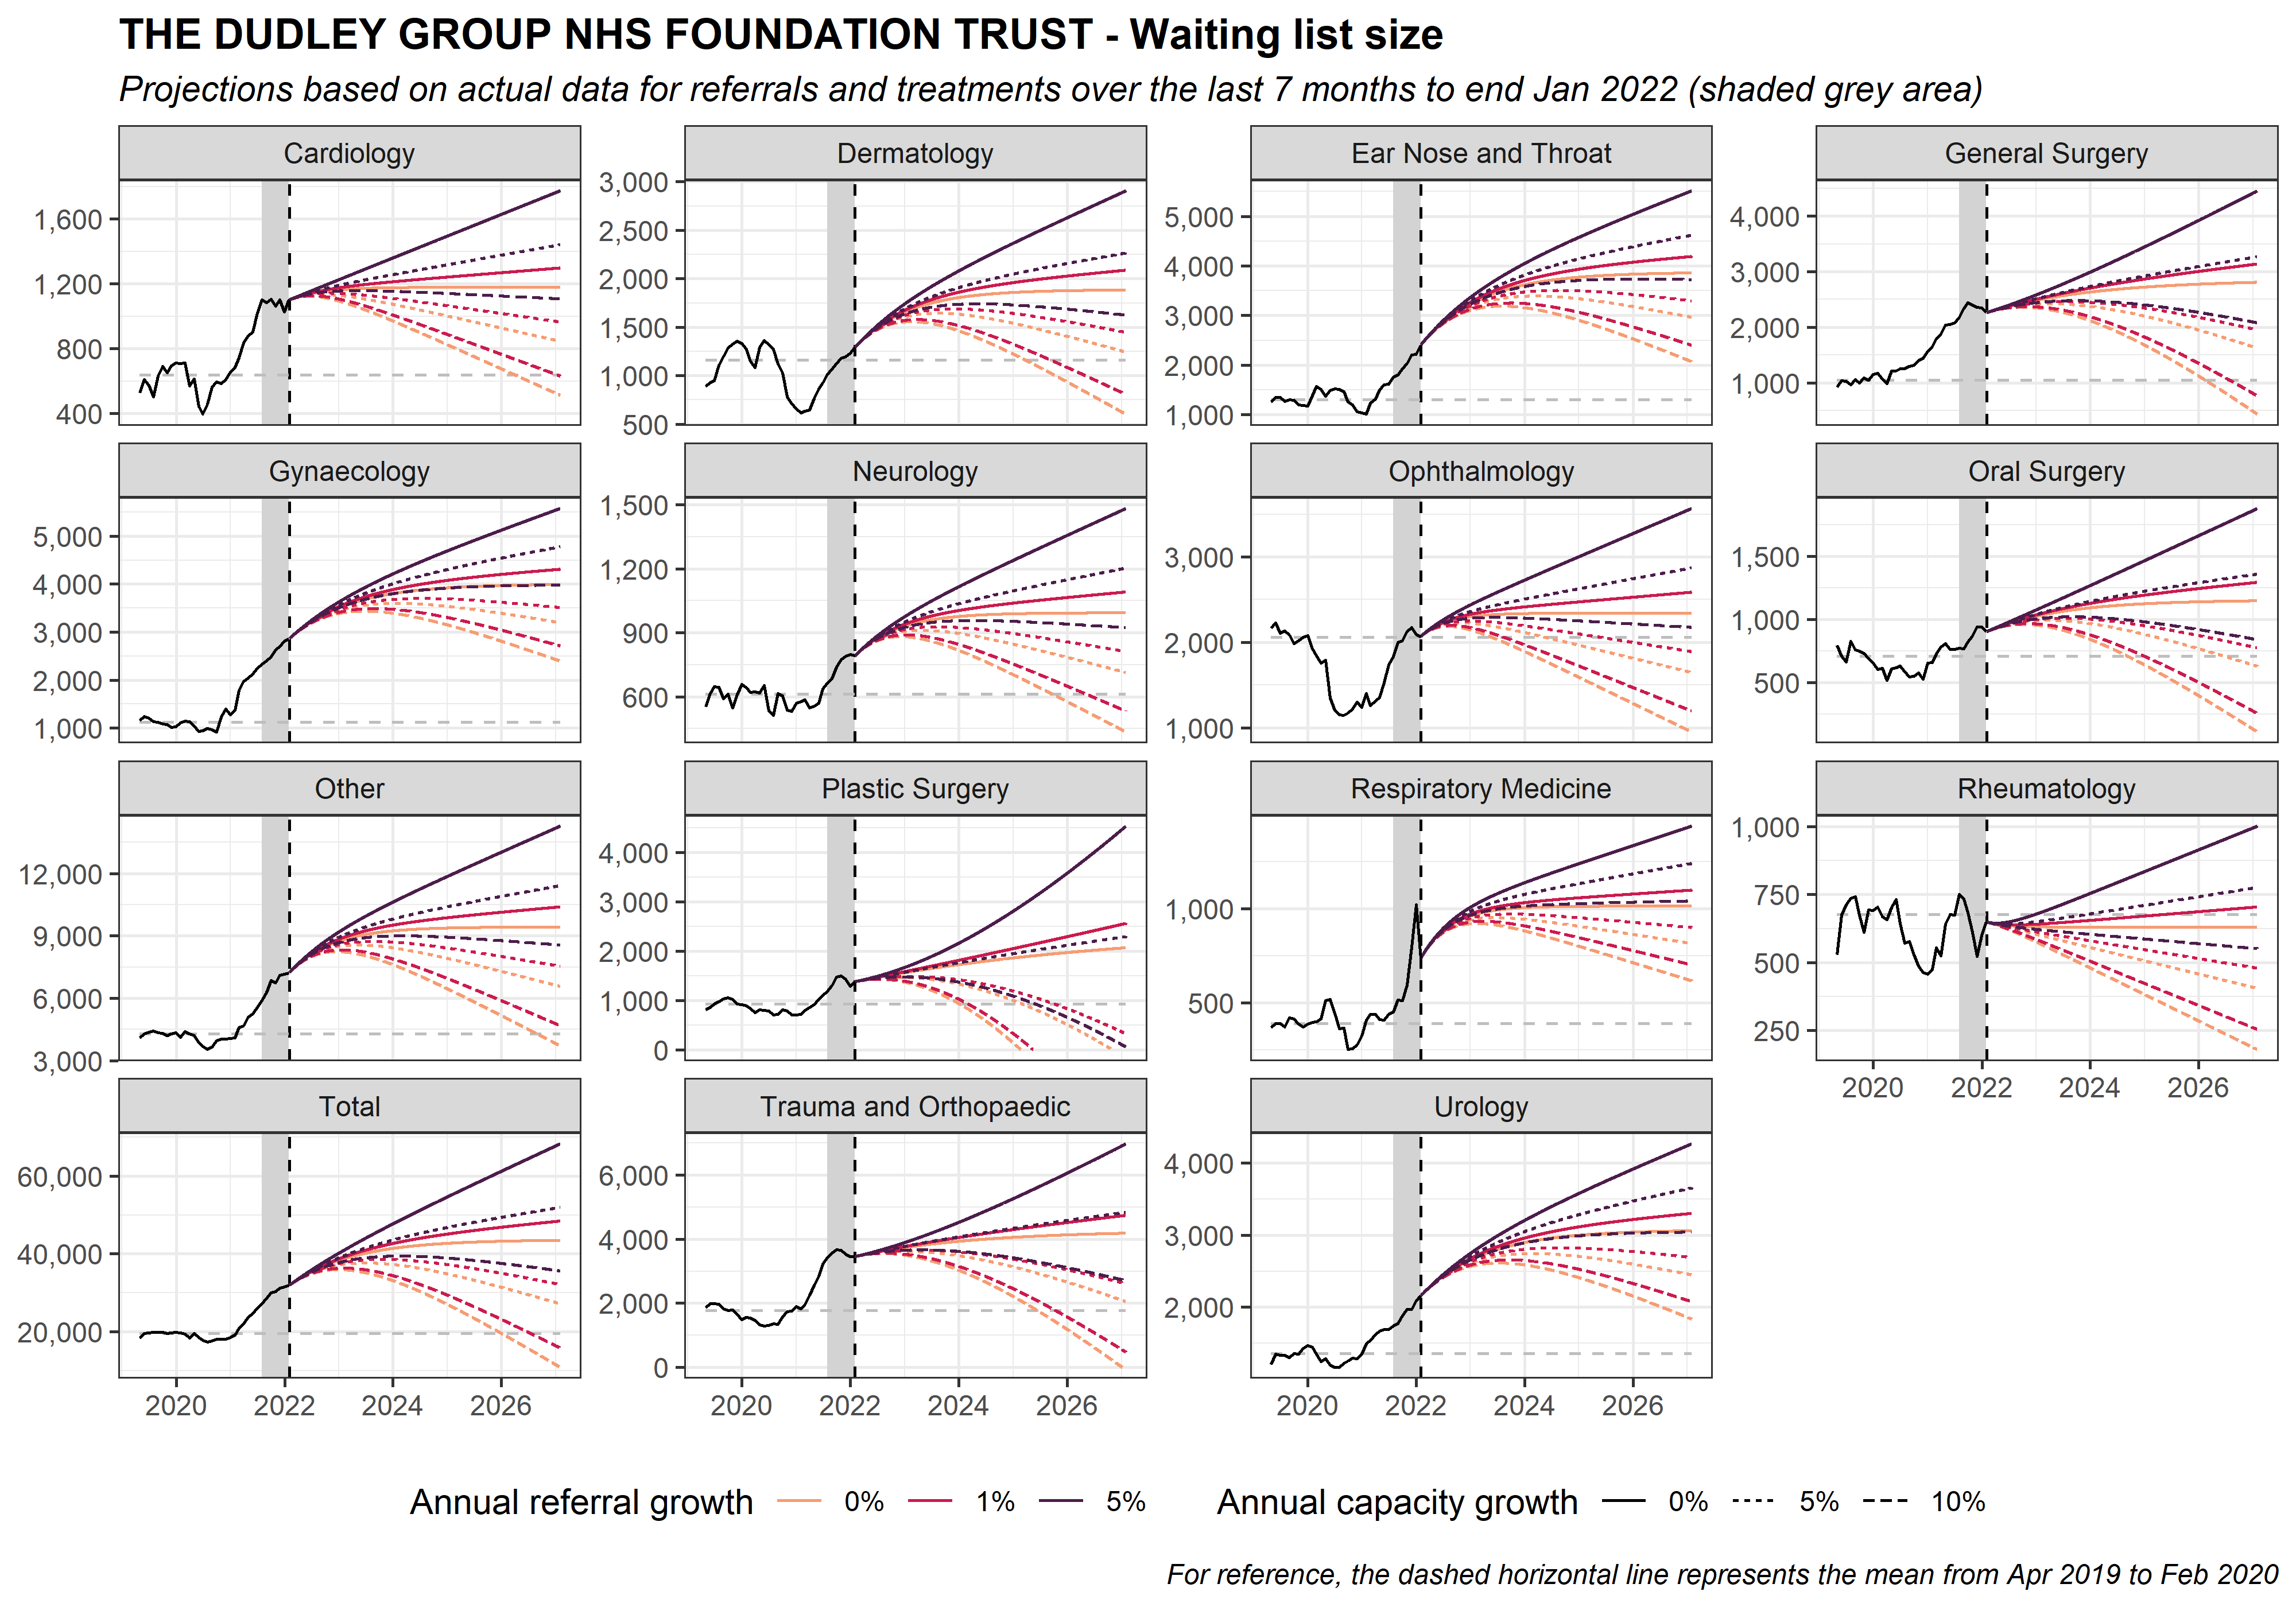 THE DUDLEY GROUP NHS FOUNDATION TRUST - Waiting list size
Projections based on actual data for referrals and treatments over the last 7 months to end Jan 2022 (shaded grey area)
Cardiology
1,600
1,200
800
400
Dermatology
3,000
2,500
2,000
1,500
1,000
500
Ear Nose and Throat
5,000
4,000
3,000
2,000
1,000
General Surgery
4,000
3,000
2,000
1,000
Gynaecology
5,000
4,000
3,000
2,000
1,000
Neurology
1,500
1,200
900
600
Ophthalmology
3,000
2,000
1,000
Oral Surgery
1,500
1,000
500
Other
12,000
9,000
6,000
3,000
Plastic Surgery
4,000
3,000
2,000
1,000
0
Respiratory Medicine
1,000
500
Rheumatology
1,000
750
500
250
2020 2022 2024 2026
Total
60,000
40,000
20,000
2020 2022 2024 2026
Trauma and Orthopaedic
6,000
4,000
2,000
0
2020 2022 2024 2026
Urology
4,000
3,000
2,000
2020 2022 2024 2026
Annual referral growth 0% 1% 5% Annual capacity growth 0% 5% 10%
For reference, the dashed horizontal line represents the mean from Apr 2019 to Feb 2020